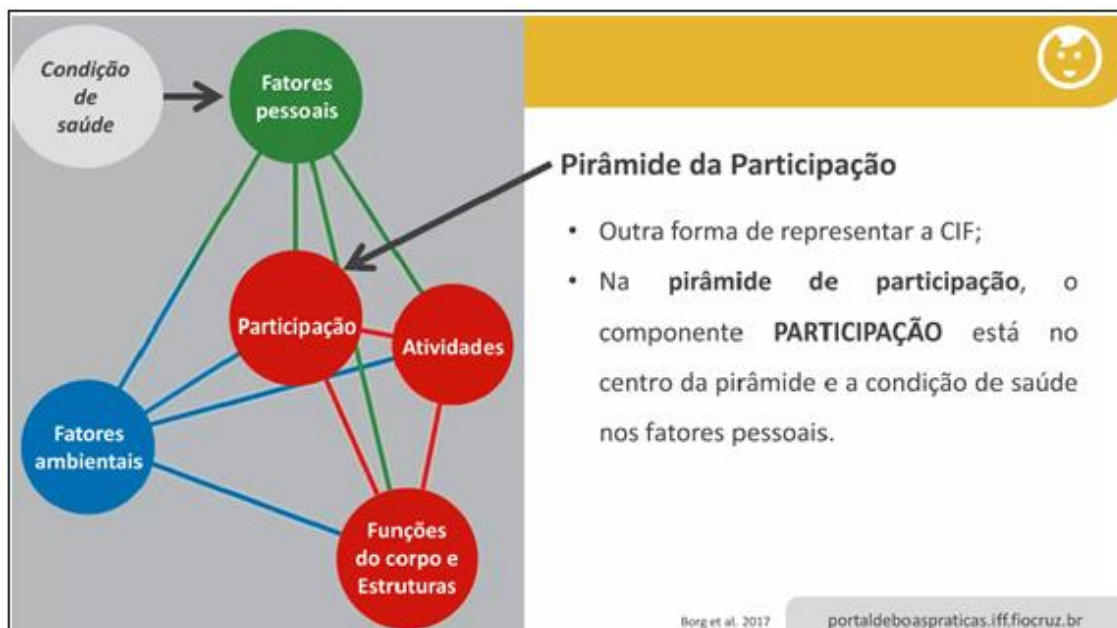 Condição
de
saúde
Fatores
pessoais
Participação
Atividades
Fatores
ambientais
Funções
do corpo e
Estruturas
Pirâmide da Participação
• Outra forma de representar a CIF;
• Na pirâmide de participação, o
componente PARTICIPAÇÃO está no
centro da pirâmide e a condição de saúde
nos fatores pessoais.
Borg et al. 2017
portaldeboaspraticas.iff.fiocruz.br